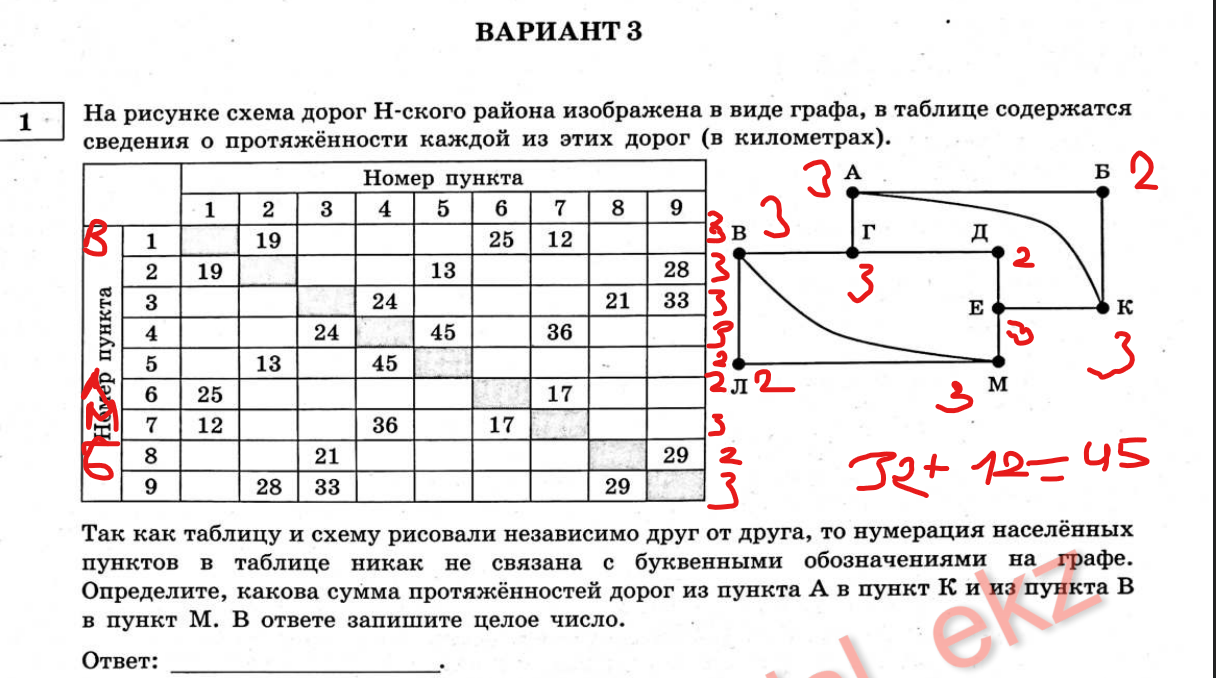 ВАРИАНТ 3
1
На рисунке схема дорог Н-ского района изображена в виде графа, в таблице содержатся
сведения о протяжённости каждой из этих дорог (в километрах).
Номер пункта
1 2 3 4 5 6 7 8 9
Номер пункта
В 1 19 25 12 3
2 19 13 28 3
3 24 21 33 3
4 24 45 36 3
5 13 45 2
6 25 17 2
7 12 36 17 3
Б 8 21 29 2
9 28 33 29 3
3 А Б 2
В 3 Г Д
3 2
Е К
3 3
Л 2 М
3
32+ 12=45
Так как таблицу и схему рисовали независимо друг от друга, то нумерация населённых
пунктов в таблице никак не связана с буквенными обозначениями на графе.
Определите, какова сумма протяжённостей дорог из пункта А в пункт К и из пункта В
в пункт М. В ответе запишите целое число.
Ответ: .
ekz